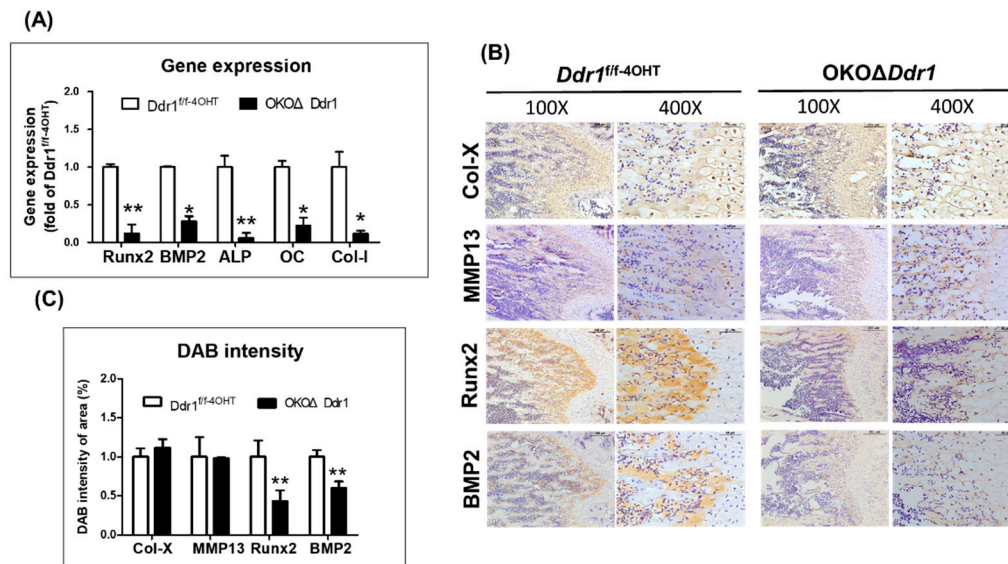 (A)
Gene expression
Ddr1f/f-4OHT OKOΔ Ddr1
Gene expression
(fold of Ddr1f/f-4OHT)
2.0
1.5
1.0
0.5
0.0
** * ** * *
Runx2 BMP2 ALP OC Col-I
(C)
DAB intensity
Ddr1f/f-4OHT OKOΔ Ddr1
DAB intensity of area (%)
2.0
1.5
1.0
0.5
0.0
** **
Col-X MMP13 Runx2 BMP2
(B)
Ddr1f/f-4OHT OKOΔDdr1
100X 400X 100X 400X
Col-X
MMP13
Runx2
BMP2